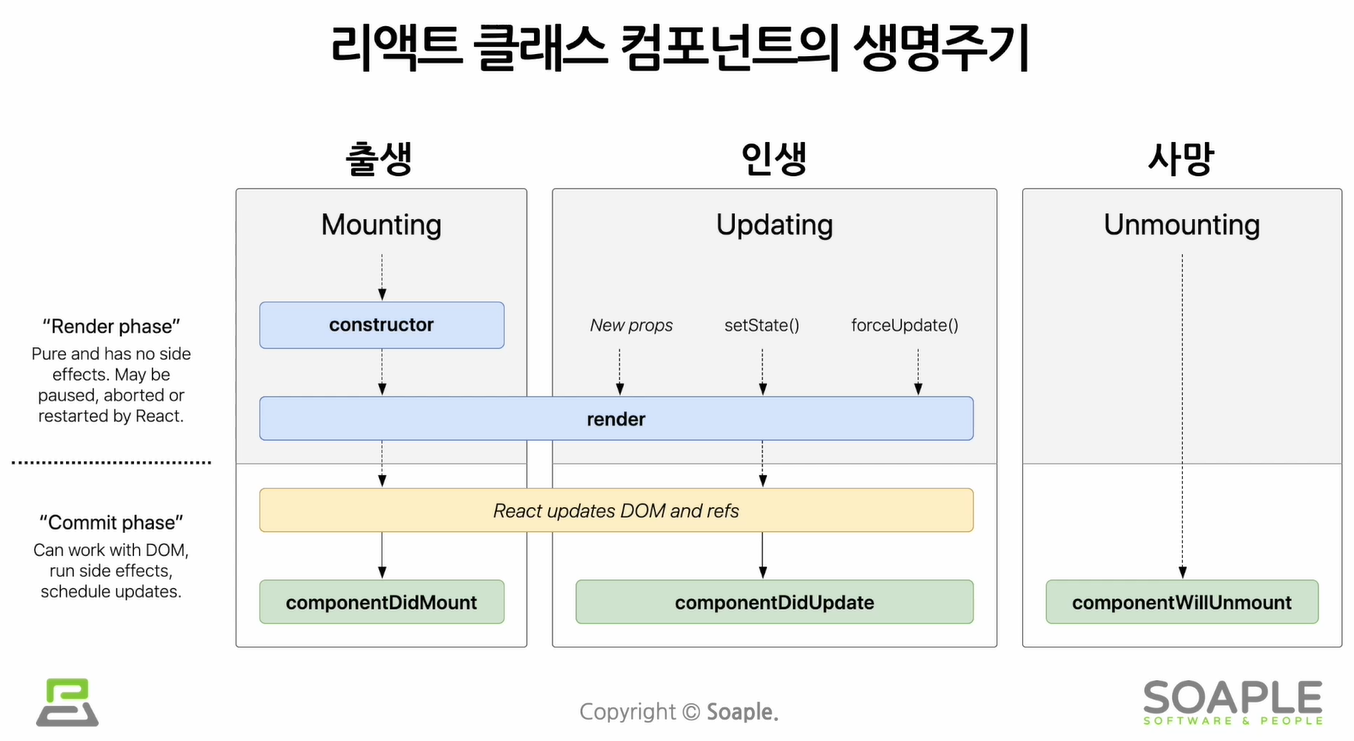 리액트 클래스 컴포넌트의 생명주기
출생
인생
사망
Mounting
Updating
Unmounting
"Render phase"
Pure and has no side
effects. May be
paused, aborted or
restarted by React.
constructor
New props
setState()
forceUpdate()
render
"Commit phase"
Can work with DOM,
run side effects,
schedule updates.
React updates DOM and refs
componentDidMount
componentDidUpdate
componentWillUnmount
Copyright © Soaple.
SOAPLE
SOFTWARE & PEOPLE